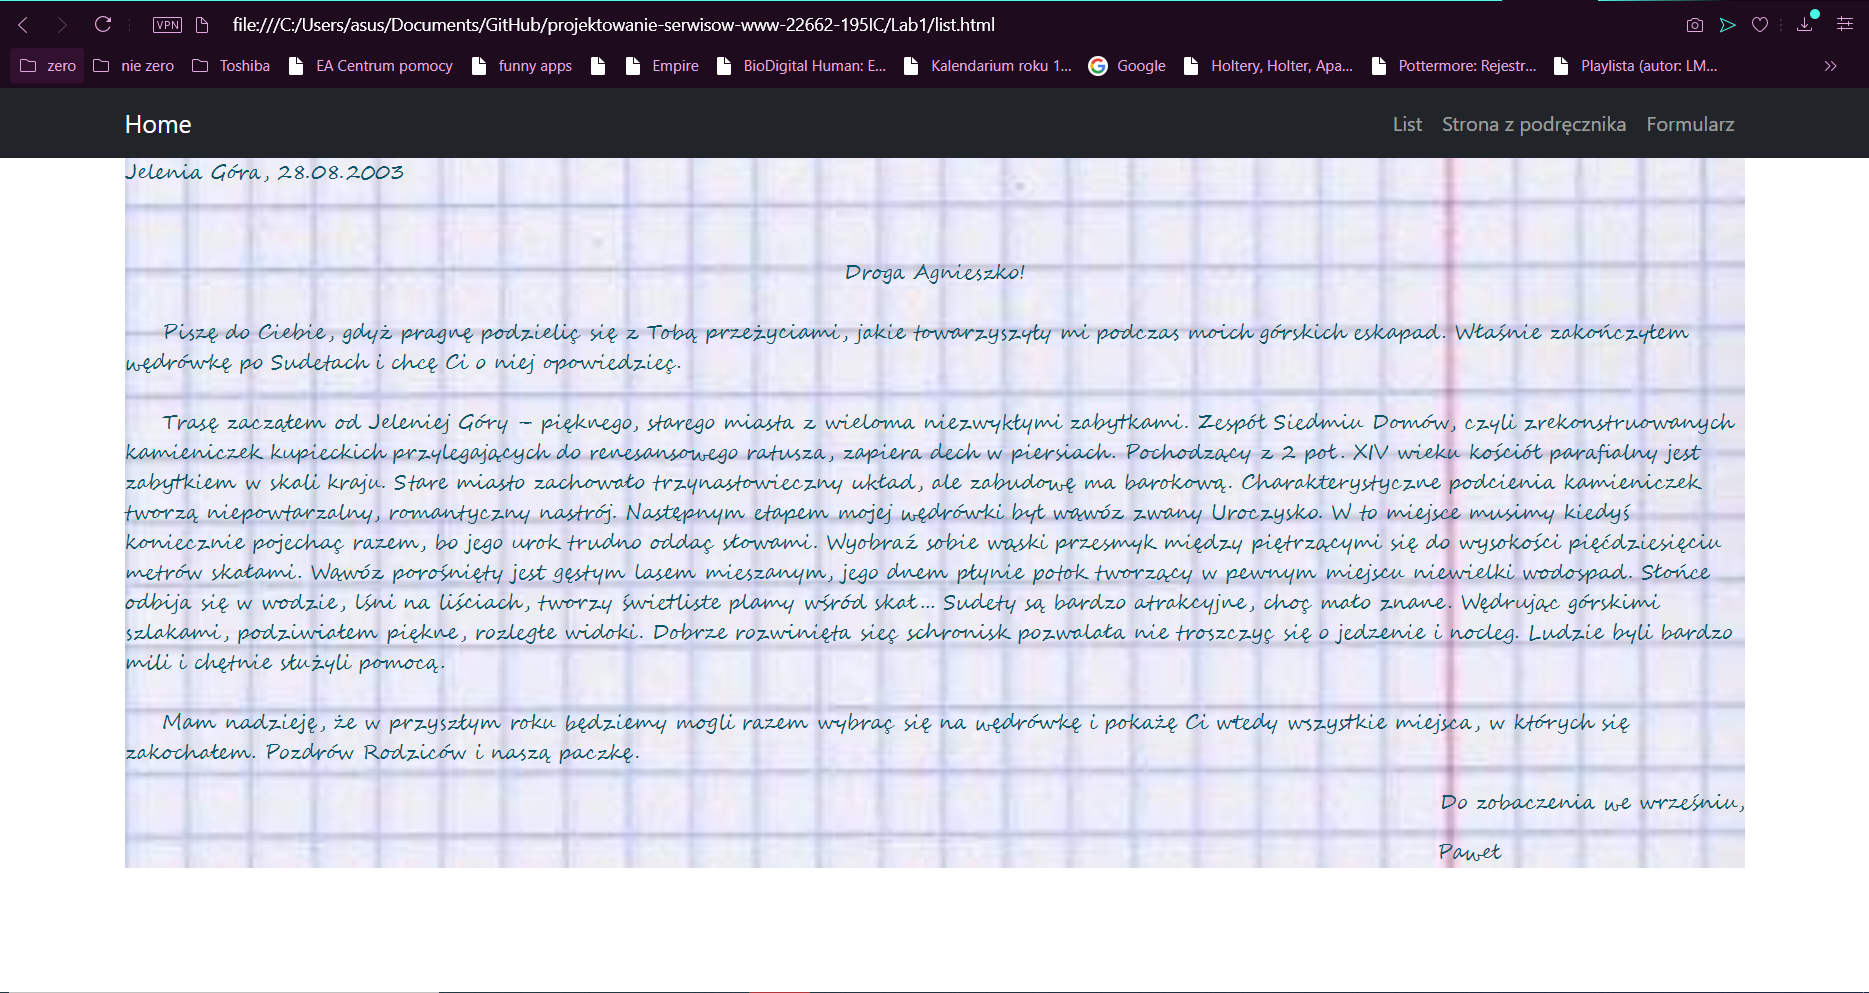 VPN file:///C:/Users/asus/Documents/GitHub/projektowanie-serwisow-www-22662-195IC/Lab1/list.html
zero nie zero Toshiba EA Centrum pomocy funny apps Empire BioDigital Human: E... Kalendarium roku 1... Google Holtery, Holter, Apa... Pottermore: Rejestr... Playlista (autor: LM...
Home List Strona z podręcznika Formularz
Jelenia Góra, 28.08.2003
Droga Agnieszko!
Piszę do Ciebie, gdyż pragnę podzielić się z Tobą przeżyciami, jakie towarzyszyły mi podczas moich górskich eskapad. Właśnie zakończyłem
wędrówkę po Sudetach i chcę Ci o niej opowiedzieć.
Trasę zacząłem od Jeleniej Góry – pięknego, starego miasta z wieloma niezwykłymi zabytkami. Zespół Siedmiu Domów, czyli zrekonstruowanych
kamieniczek kupieckich przylegających do renesansowego ratusza, zapiera dech w piersiach. Pochodzący z 2 poł. XIV wieku kościół parafialny jest
zabytkiem w skali kraju. Stare miasto zachowało trzynastowieczny układ, ale zabudowę ma barokową. Charakterystyczne podcienia kamieniczek
tworzą niepowtarzalny, romantyczny nastrój. Następnym etapem mojej wędrówki był wąwóz zwany Uroczysko. W to miejsce musimy kiedyś
koniecznie pojechać razem, bo jego urok trudno oddać słowami. Wyobraź sobie wąski przesmyk między piętrzącymi się do wysokości pięćdziesięciu
metrów skałami. Wąwóz porośnięty jest gęstym lasem mieszanym, jego dnem płynie potok tworzący w pewnym miejscu niewielki wodospad. Słońce
odbija się w wodzie, lśni na liściach, tworzy świetliste plamy wśród skał... Sudety są bardzo atrakcyjne, choć mało znane. Wędrując górskimi
szlakami, podziwiałem piękne, rozległe widoki. Dobrze rozwinięta sieć schronisk pozwalała nie troszczyć się o jedzenie i nocleg. Ludzie byli bardzo
mili i chętnie służyli pomocą.
Mam nadzieję, że w przyszłym roku będziemy mogli razem wybrać się na wędrówkę i pokażę Ci wtedy wszystkie miejsca, w których się
zakochałem. Pozdrów Rodziców i naszą paczkę.
Do zobaczenia we wrześniu,
Paweł